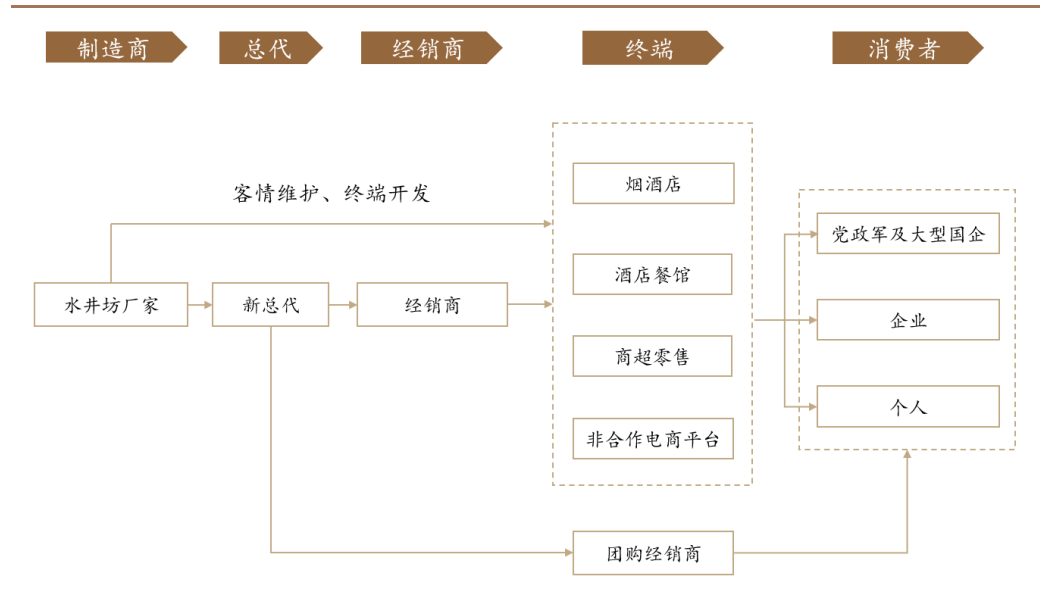 制造商
总代
经销商
终端
消费者
客情维护、终端开发
烟酒店
党政军及大型国企
酒店餐馆
水井坊厂家
新总代
经销商
企业
商超零售
个人
非合作电商平台
团购经销商